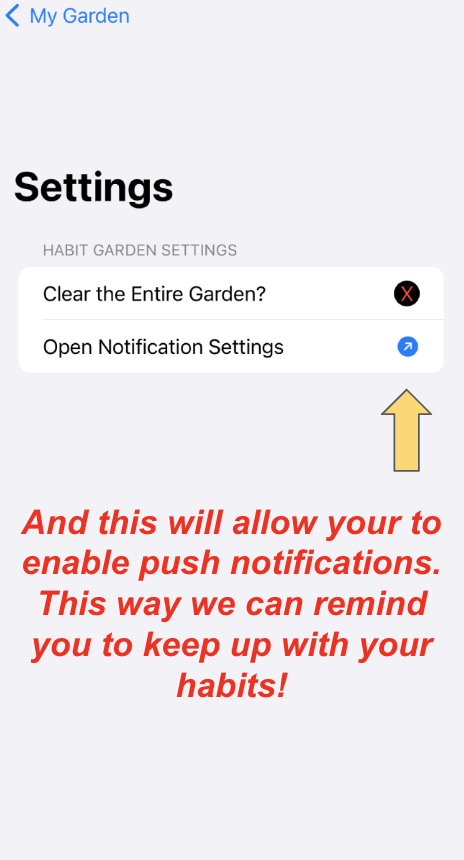 My Garden
Settings
HABIT GARDEN SETTINGS
Clear the Entire Garden?
X
Open Notification Settings
And this will allow your to
enable push notifications.
This way we can remind
you to keep up with your
habits!